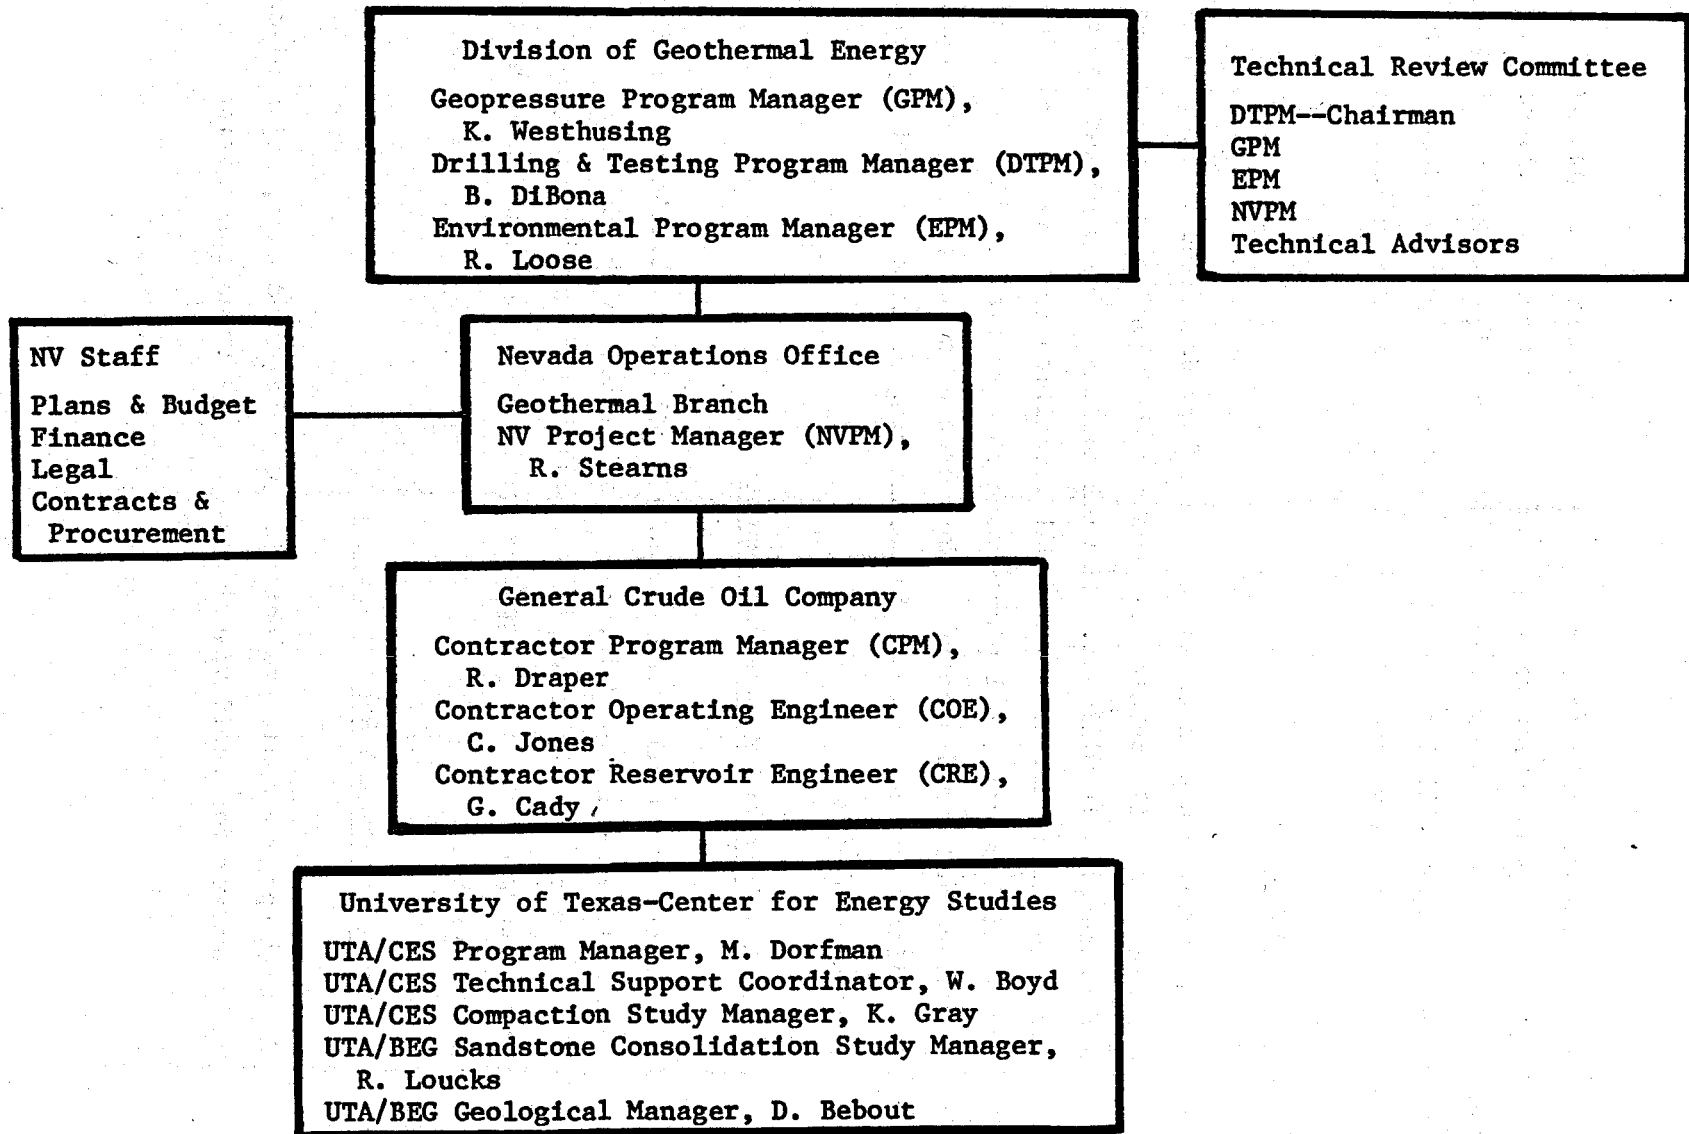 Division of Geothermal Energy
Geopressure Program Manager (GPM),
K. Westhusing
Drilling & Testing Program Manager (DTPM),
B. DiBona
Environmental Program Manager (EPM),
R. Loose
Technical Review Committee
DTPM--Chairman
GPM
EPM
NVPM
Technical Advisors
NV Staff
Plans & Budget
Finance
Legal
Contracts &
Procurement
Nevada Operations Office
Geothermal Branch
NV Project Manager (NVPM),
R. Stearns
General Crude Oil Company
Contractor Program Manager (CPM),
R. Draper
Contractor Operating Engineer (COE),
C. Jones
Contractor Reservoir Engineer (CRE),
G. Cady
University of Texas-Center for Energy Studies
UTA/CES Program Manager, M. Dorfman
UTA/CES Technical Support Coordinator, W. Boyd
UTA/CES Compaction Study Manager, K. Gray
UTA/BEG Sandstone Consolidation Study Manager,
R. Loucks
UTA/BEG Geological Manager, D. Bebout